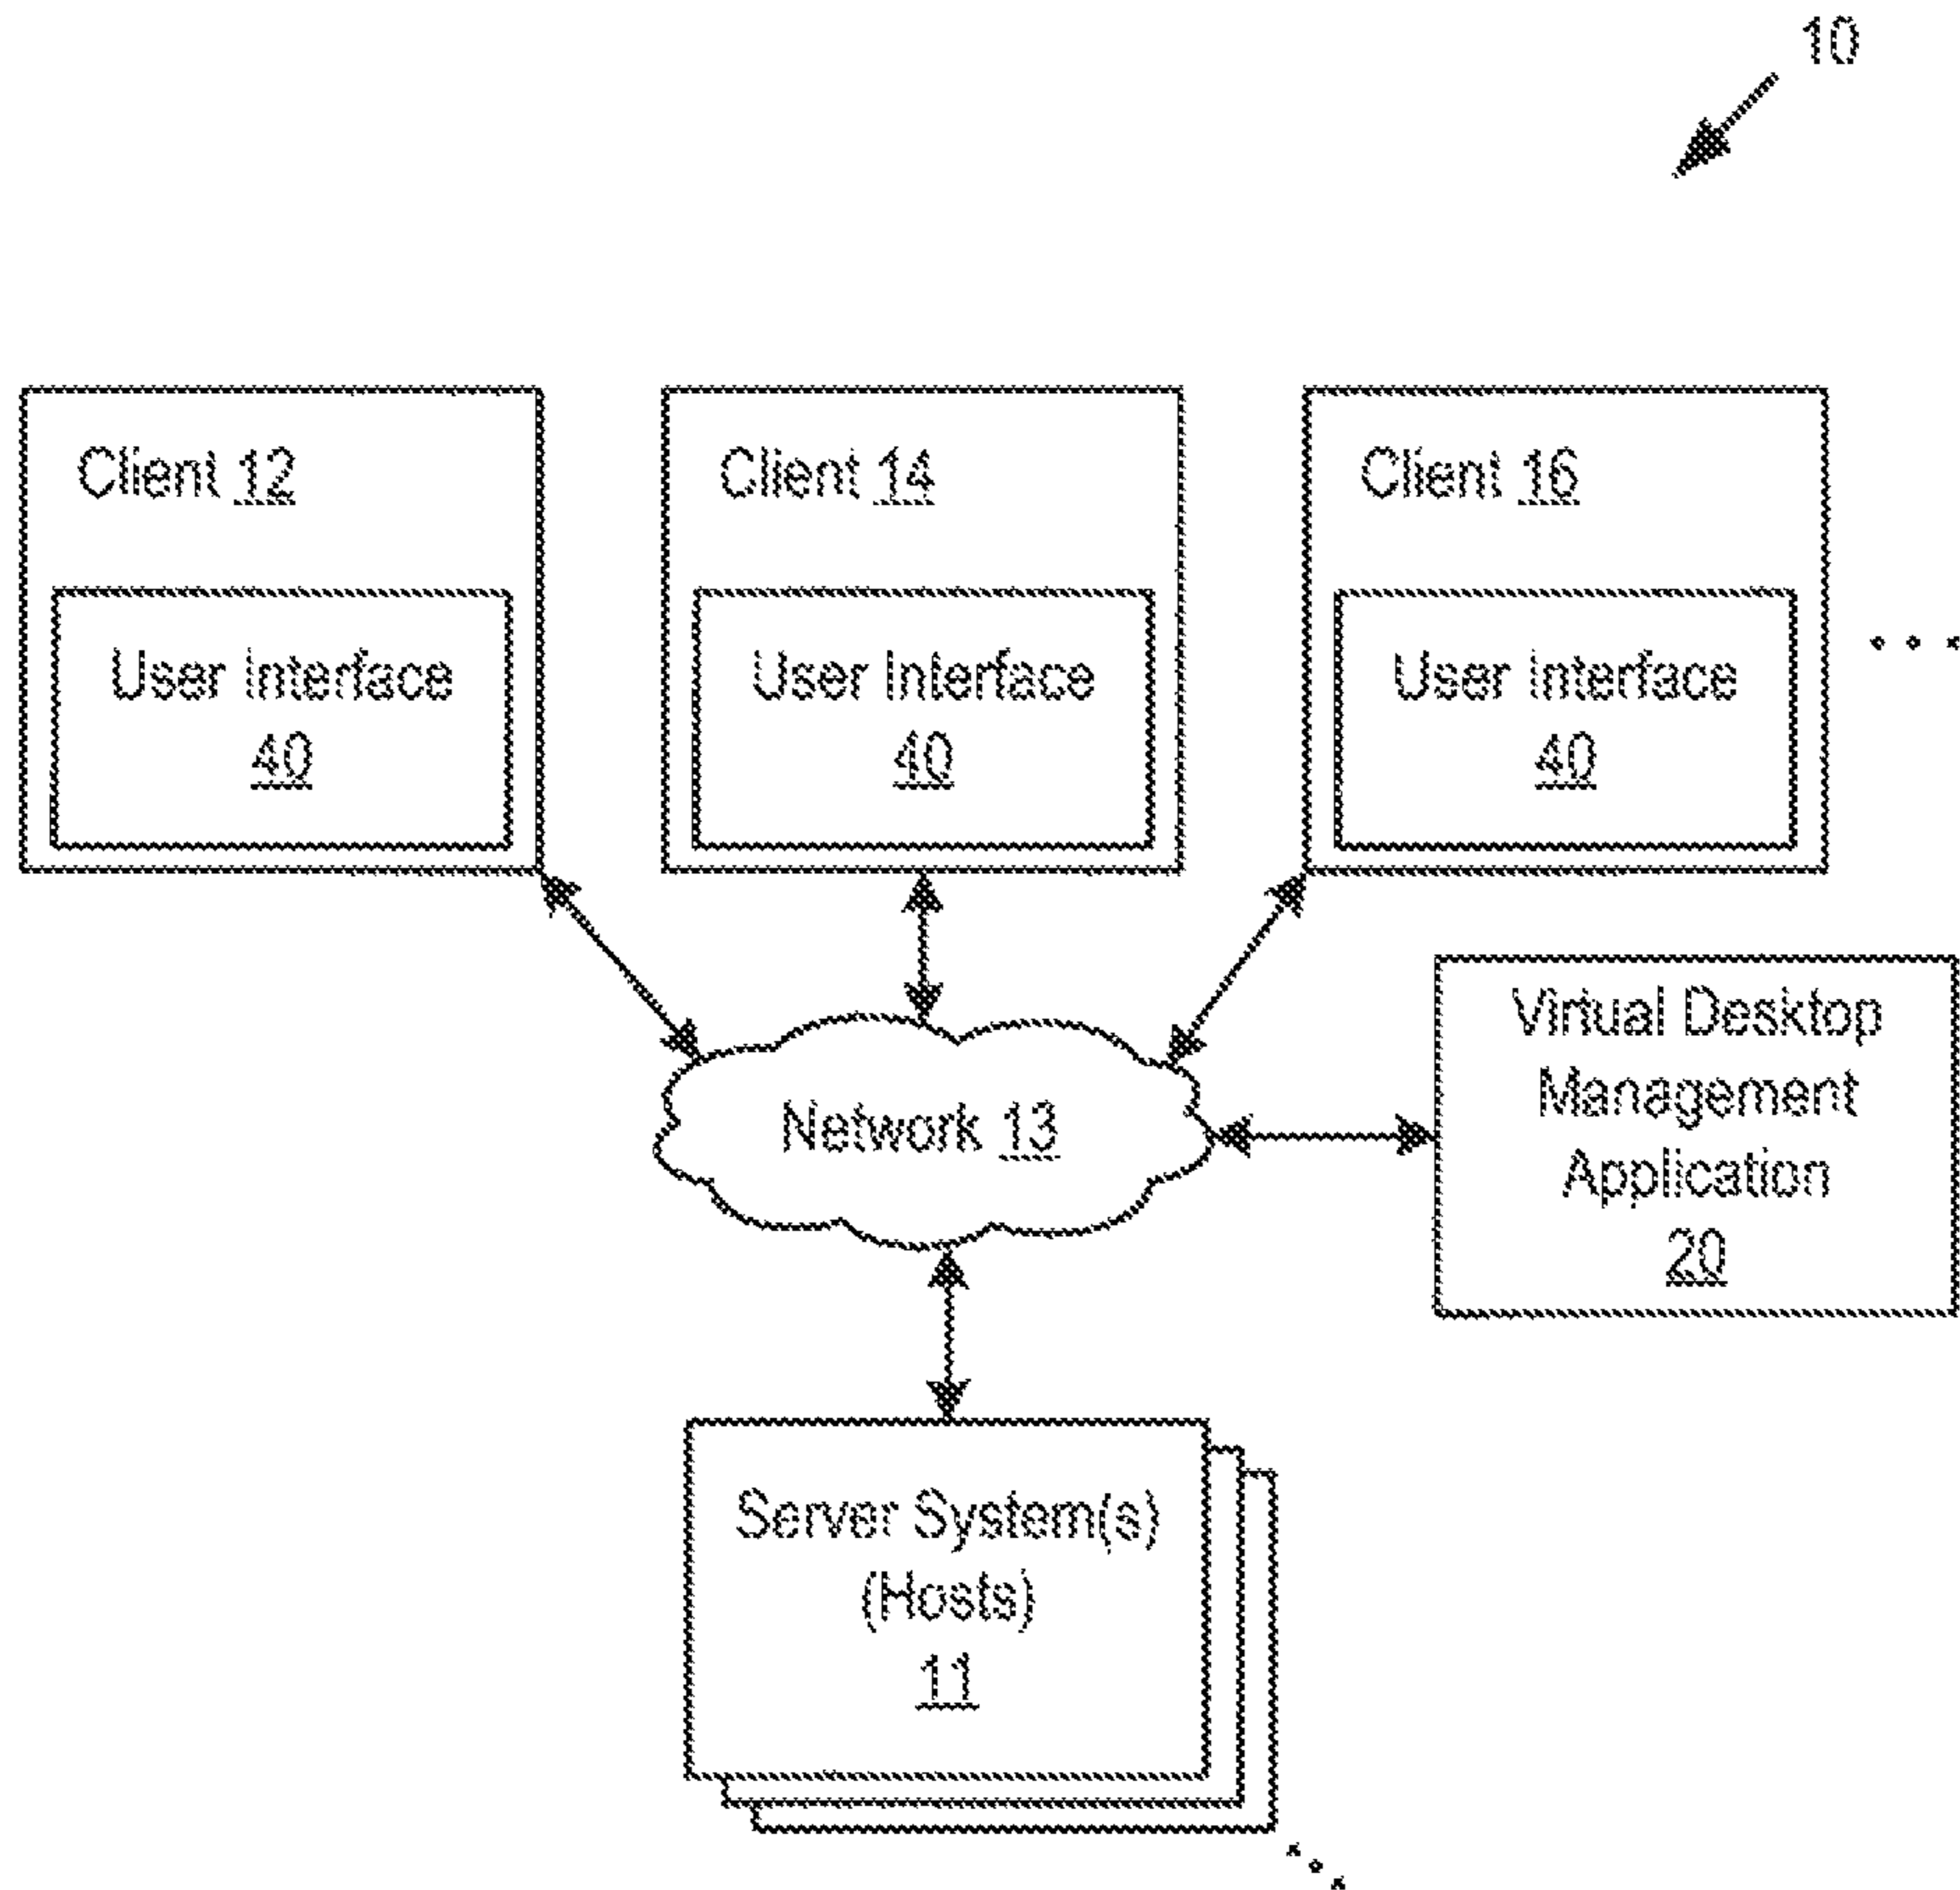 10
Client 12
Client 14
Client 16
User Interface
40
User Interface
40
User Interface
40
...
Virtual Desktop
Management
Application
20
Network 13
Server System(s)
(Hosts)
11
...